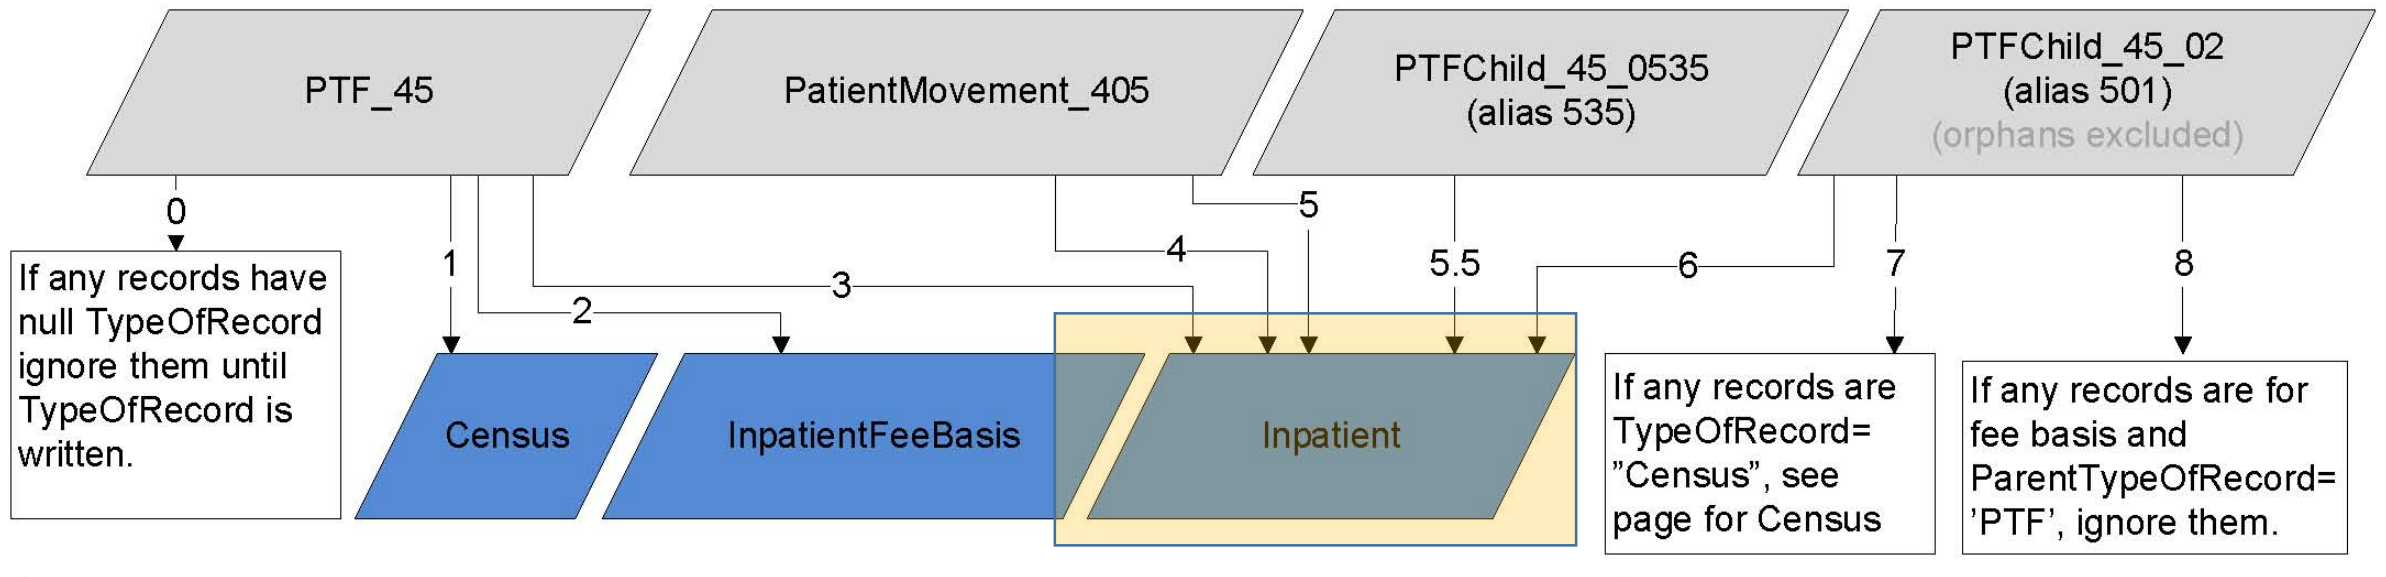 PTF_45
PatientMovement_405
PTFChild_45_0535
(alias 535)
PTFChild_45_02
(alias 501)
(orphans excluded)
0
1
2
3
4
5
5.5
6
7
8
If any records have
null TypeOfRecord
ignore them until
TypeOfRecord is
written.
Census
InpatientFeeBasis
Inpatient
If any records are
TypeOfRecord=
”Census”, see
page for Census
If any records are for
fee basis and
ParentTypeOfRecord=
’PTF’, ignore them.